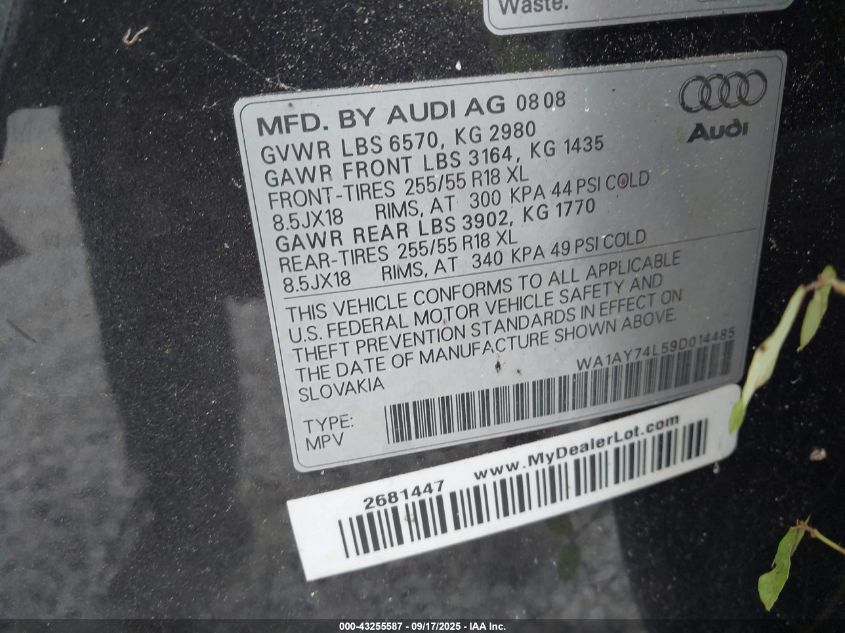 Waste.
MFD. BY AUDI AG 08 08
Audi
GVWR LBS 6570, KG 2980
GAWR FRONT LBS 3164, KG 1435
FRONT-TIRES 255/55 R18 XL
8.5JX18 RIMS, AT 300 KPA 44 PSI COLD
GAWR REAR LBS 3902, KG 1770
REAR-TIRES 255/55 R18 XL
8.5JX18 RIMS, AT 340 KPA 49 PSI COLD
THIS VEHICLE CONFORMS TO ALL APPLICABLE
U.S. FEDERAL MOTOR VEHICLE SAFETY AND
THEFT PREVENTION STANDARDS IN EFFECT ON
THE DATE OF MANUFACTURE SHOWN ABOVE.
SLOVAKIA
WA1AY74L59D014485
TYPE:
MPV
2681447 www.MyDealerLot.com
000-43255587 - 09/17/2025 - IAA Inc.